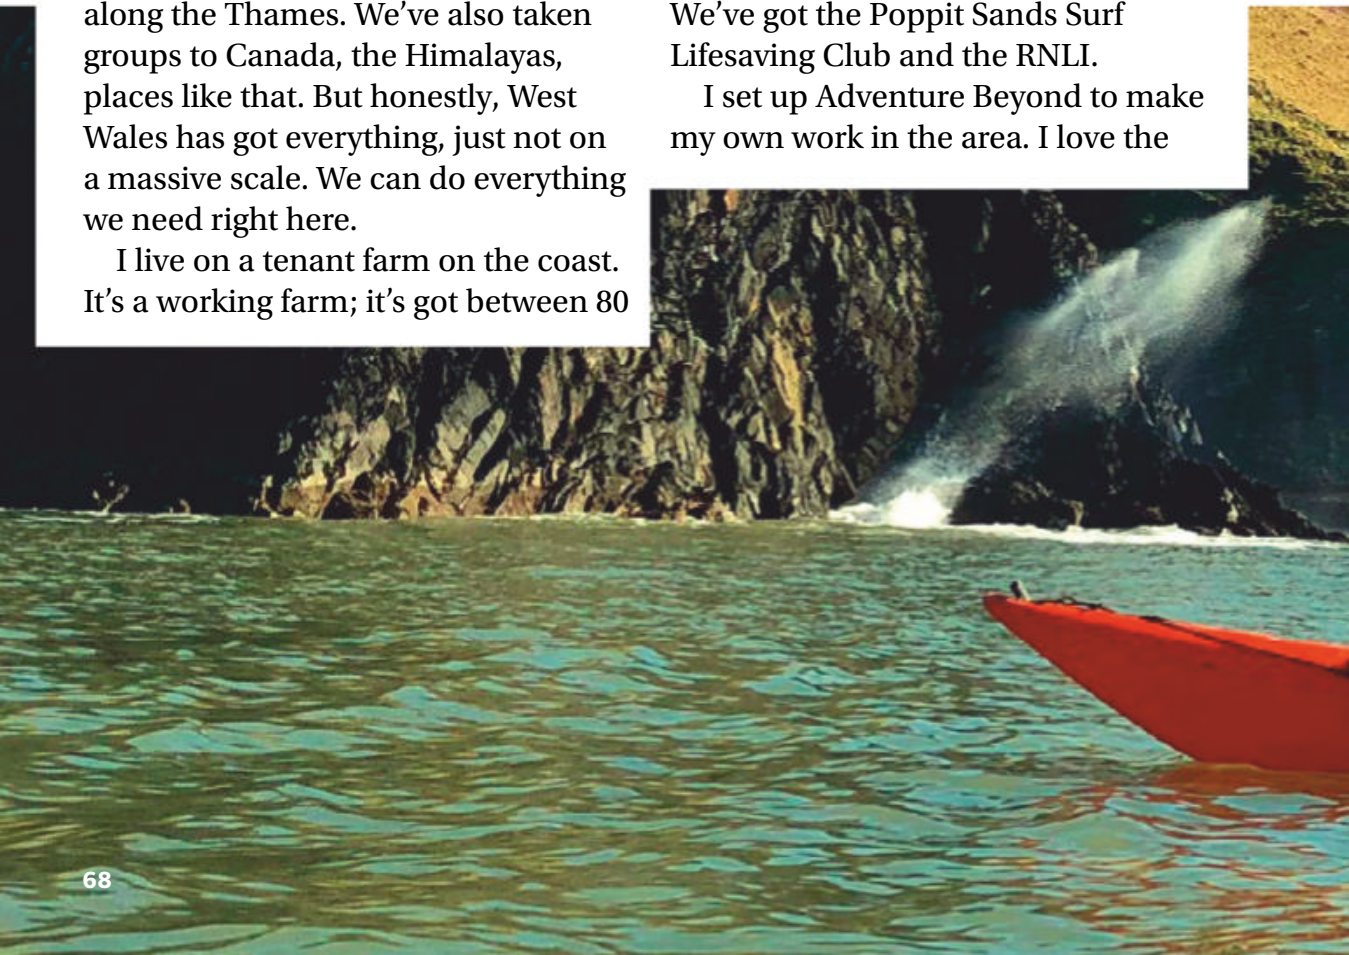 along the Thames. We’ve also taken
groups to Canada, the Himalayas,
places like that. But honestly, West
Wales has got everything, just not on
a massive scale. We can do everything
we need right here.
I live on a tenant farm on the coast.
It’s a working farm; it’s got between 80
We’ve got the Poppit Sands Surf
Lifesaving Club and the RNLI.
I set up Adventure Beyond to make
my own work in the area. I love the
68